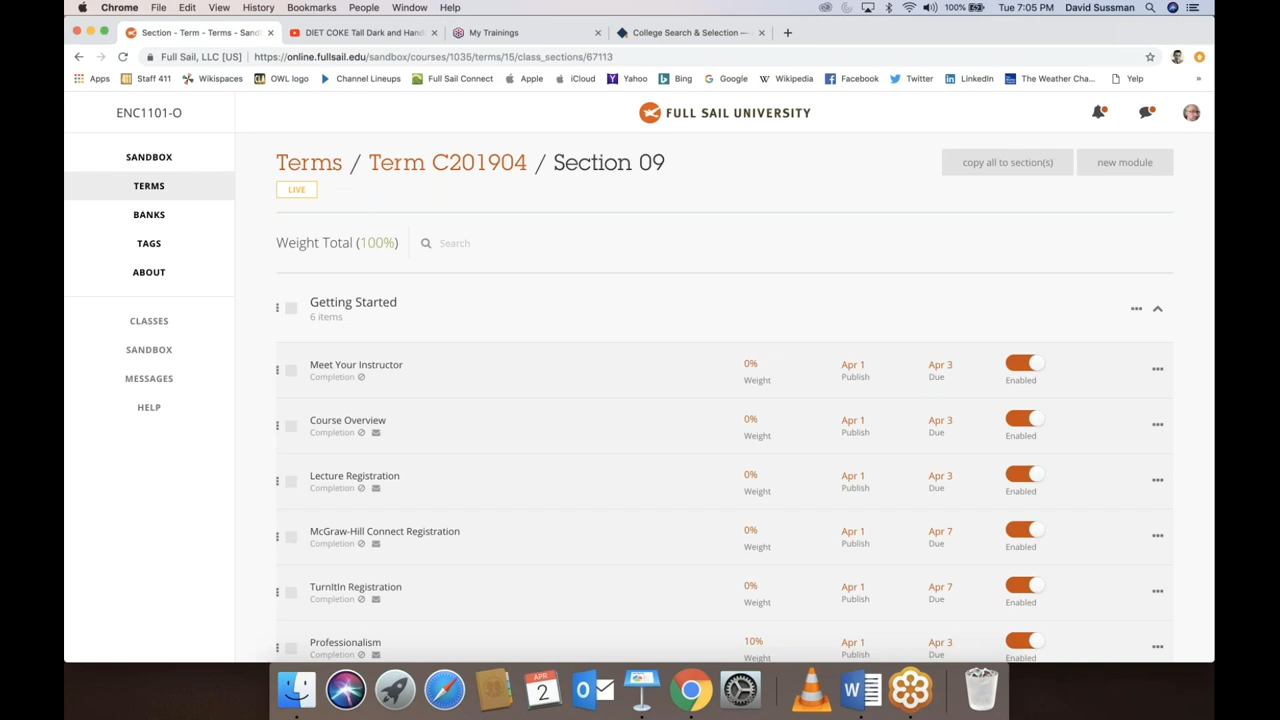 Chrome File Edit View History Bookmarks People Window Help 100% Tue 7:05 PM David Sussman
Section - Term - Terms - Sand DIET COKE Tall Dark and Hand. My Trainings College Search & Selection —
Full Sail, LLC [US] https://online.fullsail.edu/sandbox/courses/1035/terms/15/class_sections/67113
Apps Staff 411 Wikispaces OWL logo Channel Lineups Full Sail Connect Apple iCloud Yahoo Bing Google Wikipedia Facebook Twitter LinkedIn The Weather Cha... Yelp »
ENC1101-O
FULL SAIL UNIVERSITY
SANDBOX
TERMS
BANKS
TAGS
ABOUT
CLASSES
SANDBOX
MESSAGES
HELP
Terms / Term C201904 / Section 09
copy all to section(s) new module
LIVE
Weight Total (100%) Search
Getting Started
6 items
Meet Your Instructor 0% Apr 1 Apr 3
Completion Weight Publish Due Enabled
Course Overview 0% Apr 1 Apr 3
Completion Weight Publish Due Enabled
Lecture Registration 0% Apr 1 Apr 3
Completion Weight Publish Due Enabled
McGraw-Hill Connect Registration 0% Apr 1 Apr 7
Completion Weight Publish Due Enabled
TurnItIn Registration 0% Apr 1 Apr 7
Completion Weight Publish Due Enabled
Professionalism 10% Apr 1 Apr 3
Completion Weight Publish Due Enabled
APR
2